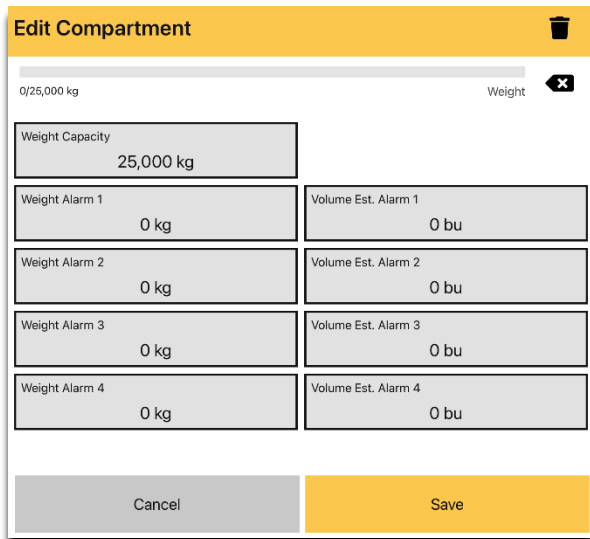 Edit Compartment
0/25,000 kg
Weight
Weight Capacity
25,000 kg
Weight Alarm 1
0 kg
Volume Est. Alarm 1
0 bu
Weight Alarm 2
0 kg
Volume Est. Alarm 2
0 bu
Weight Alarm 3
0 kg
Volume Est. Alarm 3
0 bu
Weight Alarm 4
0 kg
Volume Est. Alarm 4
0 bu
Cancel
Save